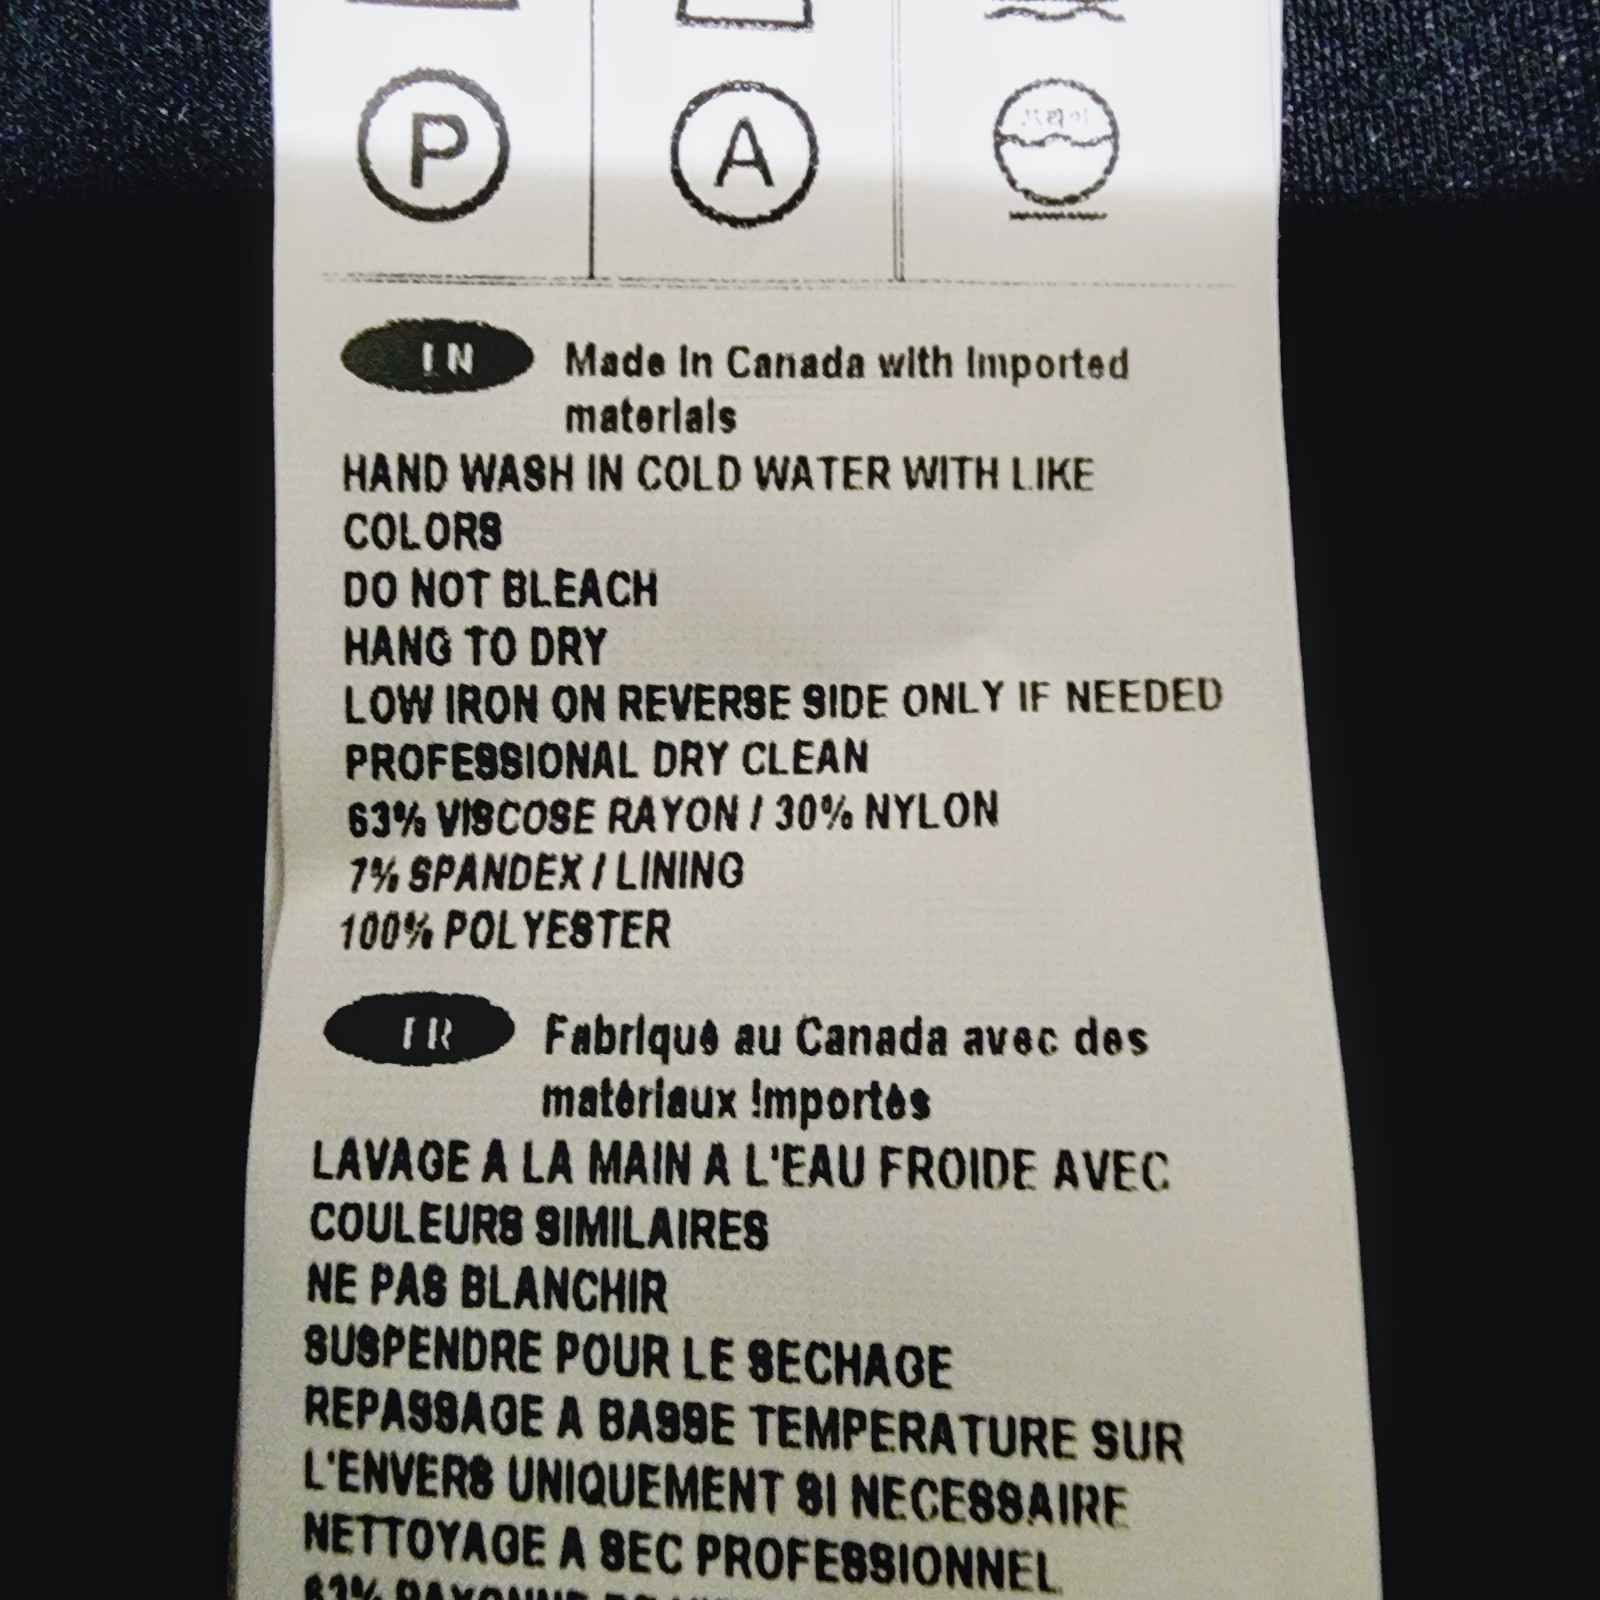 P A
IN Made in Canada with imported
materials
HAND WASH IN COLD WATER WITH LIKE
COLORS
DO NOT BLEACH
HANG TO DRY
LOW IRON ON REVERSE SIDE ONLY IF NEEDED
PROFESSIONAL DRY CLEAN
63% VISCOSE RAYON / 30% NYLON
7% SPANDEX / LINING
100% POLYESTER
FR Fabriqué au Canada avec des
matériaux importés
LAVAGE A LA MAIN A L'EAU FROIDE AVEC
COULEURS SIMILAIRES
NE PAS BLANCHIR
SUSPENDRE POUR LE SECHAGE
REPASSAGE A BASSE TEMPERATURE SUR
L'ENVERS UNIQUEMENT SI NECESSAIRE
NETTOYAGE A SEC PROFESSIONNEL
63% RAYONNE